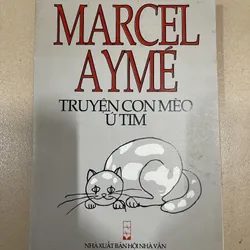 MARCEL
AYMÉ
TRUYỆN CON MÈO
Ú TIM
NHÀ XUẤT BẢN HỘI NHÀ VĂN